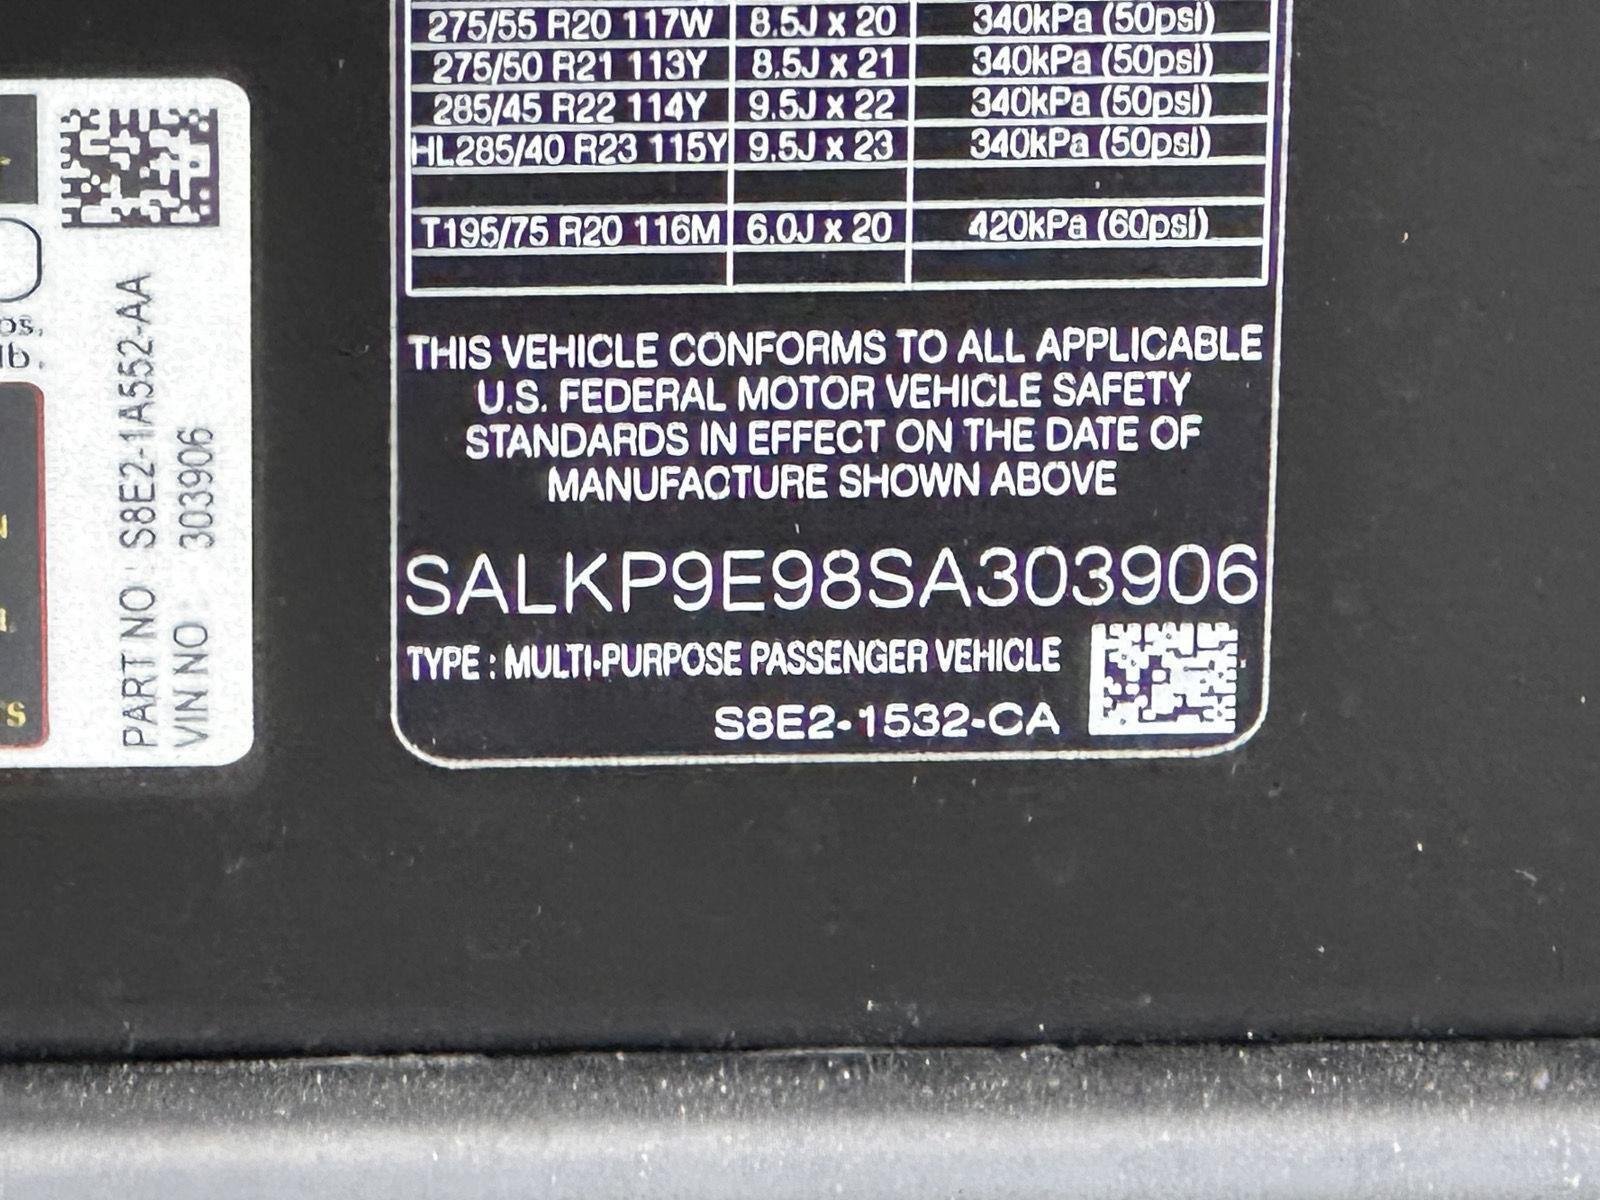 275/55 R20 117W 8.5J x 20 340kPa (50psi)
275/50 R21 113Y 8.5J x 21 340kPa (50psi)
285/45 R22 114Y 9.5J x 22 340kPa (50psi)
HL285/40 R23 115Y 9.5J x 23 340kPa (50psi)
T195/75 R20 116M 6.0J x 20 420kPa (60psi)
THIS VEHICLE CONFORMS TO ALL APPLICABLE
U.S. FEDERAL MOTOR VEHICLE SAFETY
STANDARDS IN EFFECT ON THE DATE OF
MANUFACTURE SHOWN ABOVE
SALKP9E98SA303906
TYPE : MULTI-PURPOSE PASSENGER VEHICLE
S8E2-1532-CA
PART NO : S8E2-1A552-AA
VIN NO : 303906
lb.